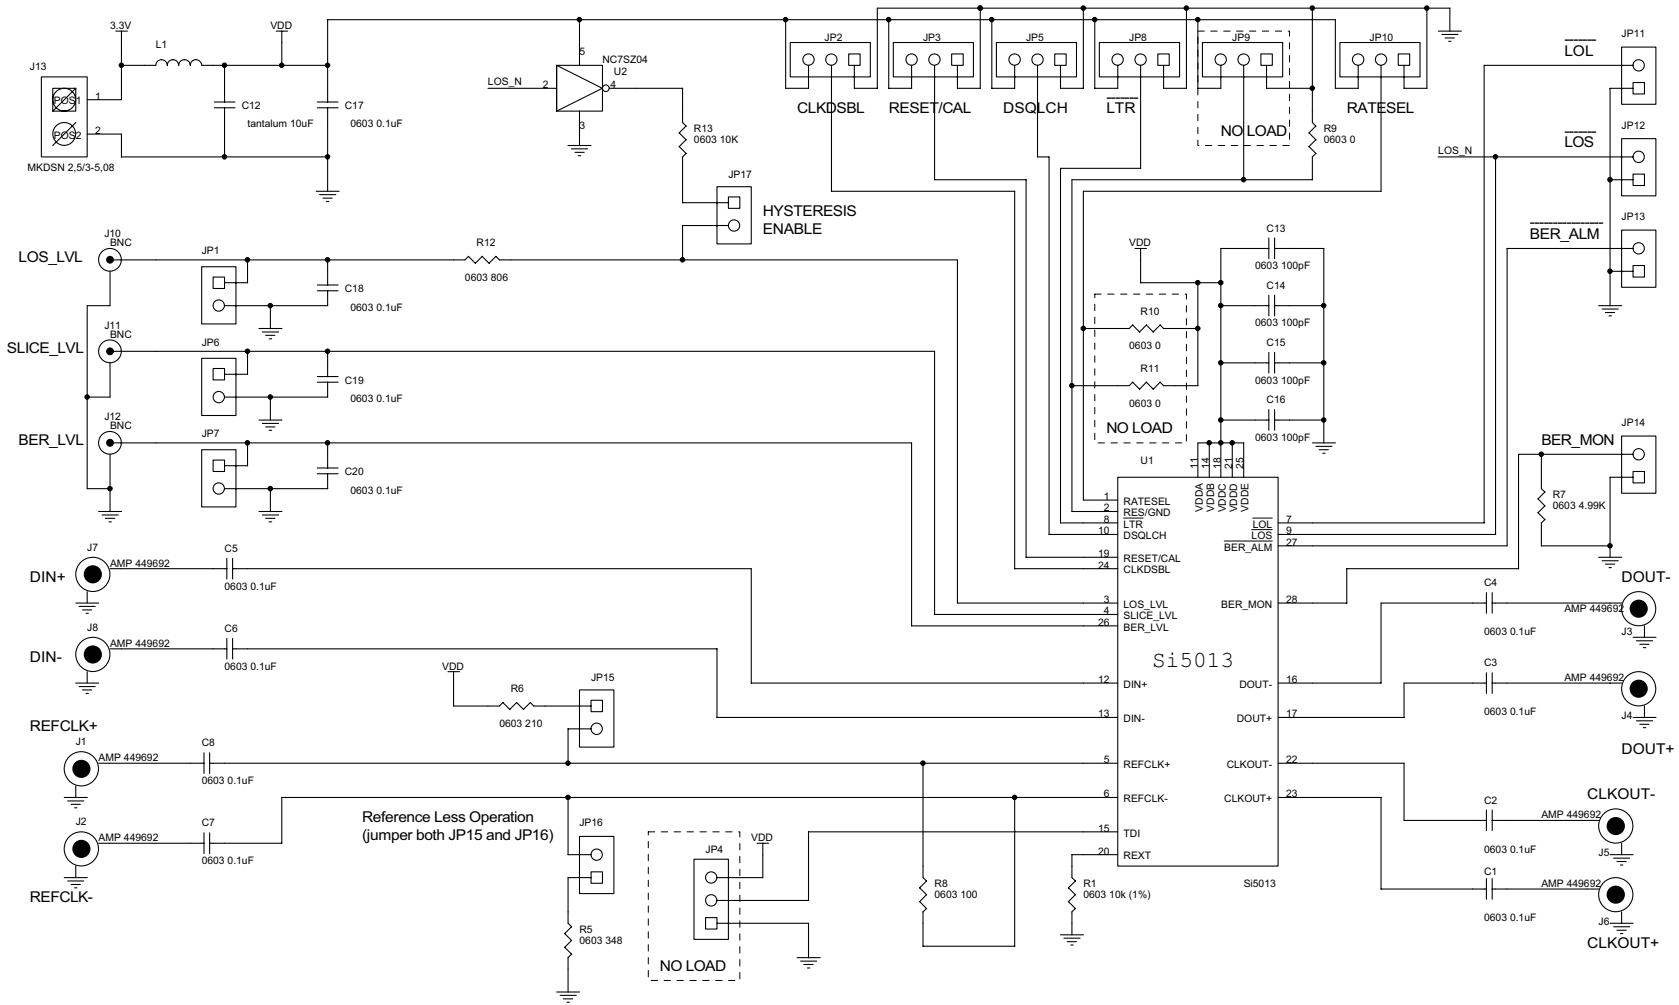 3.3V
VDD
L1
J13
POS1
1
POS2
2
MKDSN 2,5/3-5,08
C12
tantalum 10uF
C17
0603 0.1uF
LOS_N
2
5
NC7SZ04
U2
4
3
R13
0603 10K
JP17
HYSTERESIS
ENABLE
JP2
CLKDSBL
JP3
RESET/CAL
JP5
DSQLCH
JP8
LTR
JP9
NO LOAD
R9
0603 0
JP10
RATESEL
JP11
LOL
JP12
LOS
LOS_N
JP13
BER_ALM
LOS_LVL
J10
BNC
JP1
C18
0603 0.1uF
R12
0603 806
SLICE_LVL
J11
BNC
JP6
C19
0603 0.1uF
BER_LVL
J12
BNC
JP7
C20
0603 0.1uF
VDD
C13
0603 100pF
C14
0603 100pF
C15
0603 100pF
C16
0603 100pF
R10
0603 0
R11
0603 0
NO LOAD
JP14
BER_MON
R7
0603 4.99K
U1
11
14
18
21
25
VDDA
VDDB
VDDC
VDDD
VDDE
1
RATESEL
2
RES/GND
8
LTR
10
DSQLCH
19
RESET/CAL
24
CLKDSBL
3
LOS_LVL
4
SLICE_LVL
26
BER_LVL
12
DIN+
13
DIN-
5
REFCLK+
6
REFCLK-
15
TDI
20
REXT
Si5013
LOL
7
LOS
9
BER_ALM
27
BER_MON
28
DOUT-
16
DOUT+
17
CLKOUT-
22
CLKOUT+
23
Si5013
DIN+
J7
AMP 449692
C5
0603 0.1uF
DIN-
J8
AMP 449692
C6
0603 0.1uF
REFCLK+
J1
AMP 449692
C8
0603 0.1uF
J2
AMP 449692
C7
0603 0.1uF
REFCLK-
VDD
R6
0603 210
JP15
Reference Less Operation
(jumper both JP15 and JP16)
JP16
R5
0603 348
JP4
VDD
NO LOAD
R8
0603 100
R1
0603 10k (1%)
C4
0603 0.1uF
DOUT-
AMP 449692
J3
C3
0603 0.1uF
AMP 449692
J4
DOUT+
C2
0603 0.1uF
CLKOUT-
AMP 449692
J5
C1
0603 0.1uF
AMP 449692
J6
CLKOUT+